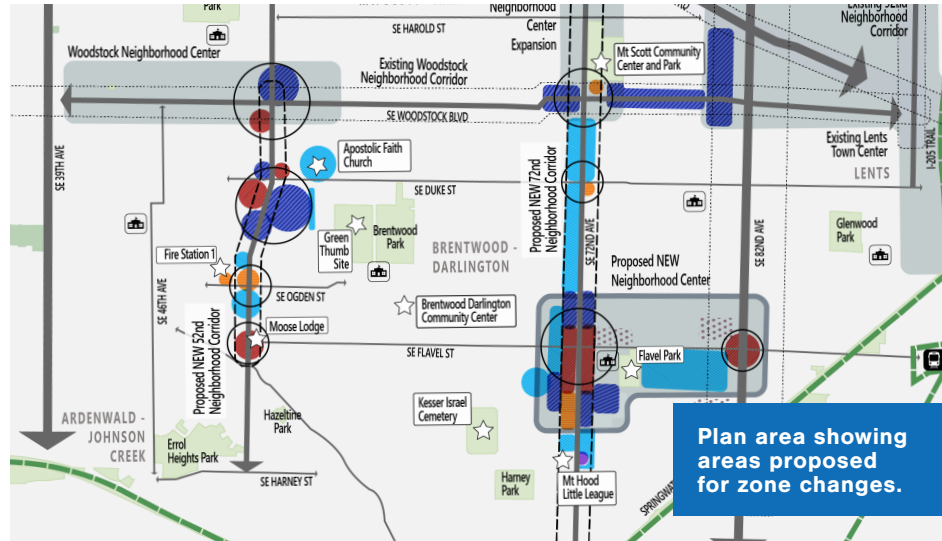 Park
Neighborhood
Center
Expansion
Existing 92nd
Neighborhood
Corridor
SE HAROLD ST
Woodstock Neighborhood Center
Existing Woodstock
Neighborhood Corridor
Mt Scott Community
Center and Park
SE WOODSTOCK BLVD
Existing Lents
Town Center
I-205 TRAIL
LENTS
SE 39TH AVE
Apostolic Faith
Church
SE DUKE ST
Proposed NEW 72nd
Neighborhood Corridor
SE 72ND AVE
SE 82ND AVE
Glenwood
Park
Green
Thumb
Site
Brentwood
Park
BRENTWOOD -
DARLINGTON
Fire Station 1
SE OGDEN ST
SE 46TH AVE
Proposed NEW
Neighborhood Center
Brentwood Darlington
Community Center
Moose Lodge
Proposed NEW 52nd
Neighborhood Corridor
SE FLAVEL ST
Flavel Park
Kesser Israel
Cemetery
ARDENWALD -
JOHNSON
CREEK
Hazeltine
Park
Errol
Heights Park
SE HARNEY ST
Harney
Park
Mt Hood
Little League
Plan area showing
areas proposed
for zone changes.